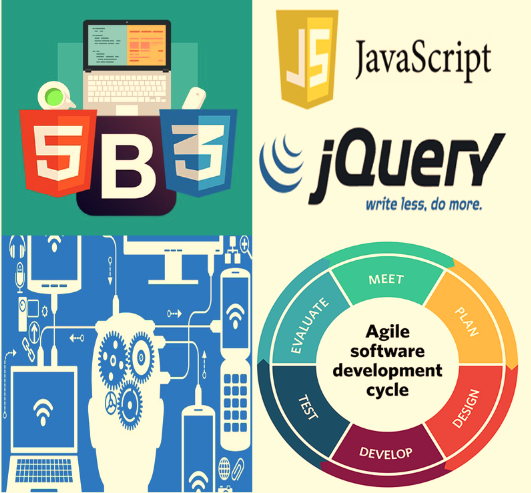 5
B
3
JS
JavaScript
jQuery
write less, do more.
MEET
PLAN
DESIGN
DEVELOP
TEST
EVALUATE
Agile
software
development
cycle